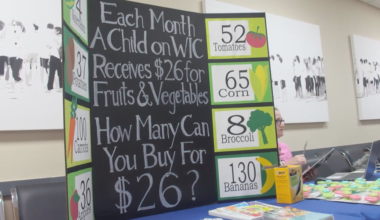 4
37
100
Carrots
36
Each Month
A Child on WIC
Receives $26 for
Fruits & Vegetables
How Many Can
You Buy For
$26?
52
Tomatoes
65
Corn
8
Broccoli
130
Bananas